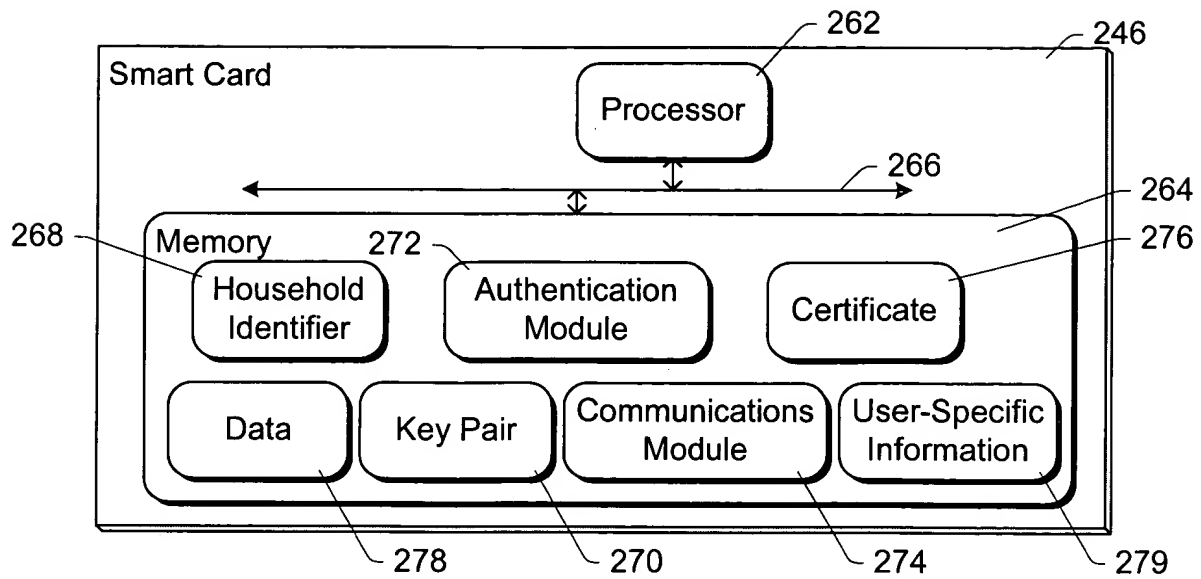 262
246
Smart Card
Processor
266
264
268
Memory
272
276
Household
Identifier
Authentication
Module
Certificate
Data
Key Pair
Communications
Module
User-Specific
Information
278
270
274
279